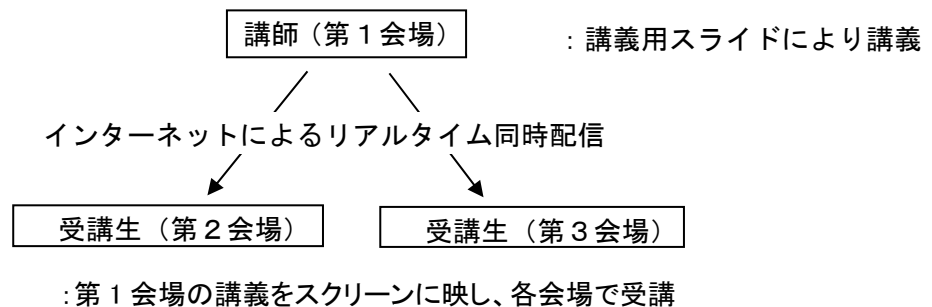 講師（第１会場）　：講義用スライドにより講義
インターネットによるリアルタイム同時配信
受講生（第２会場）　受講生（第３会場）
：第１会場の講義をスクリーンに映し、各会場で受講